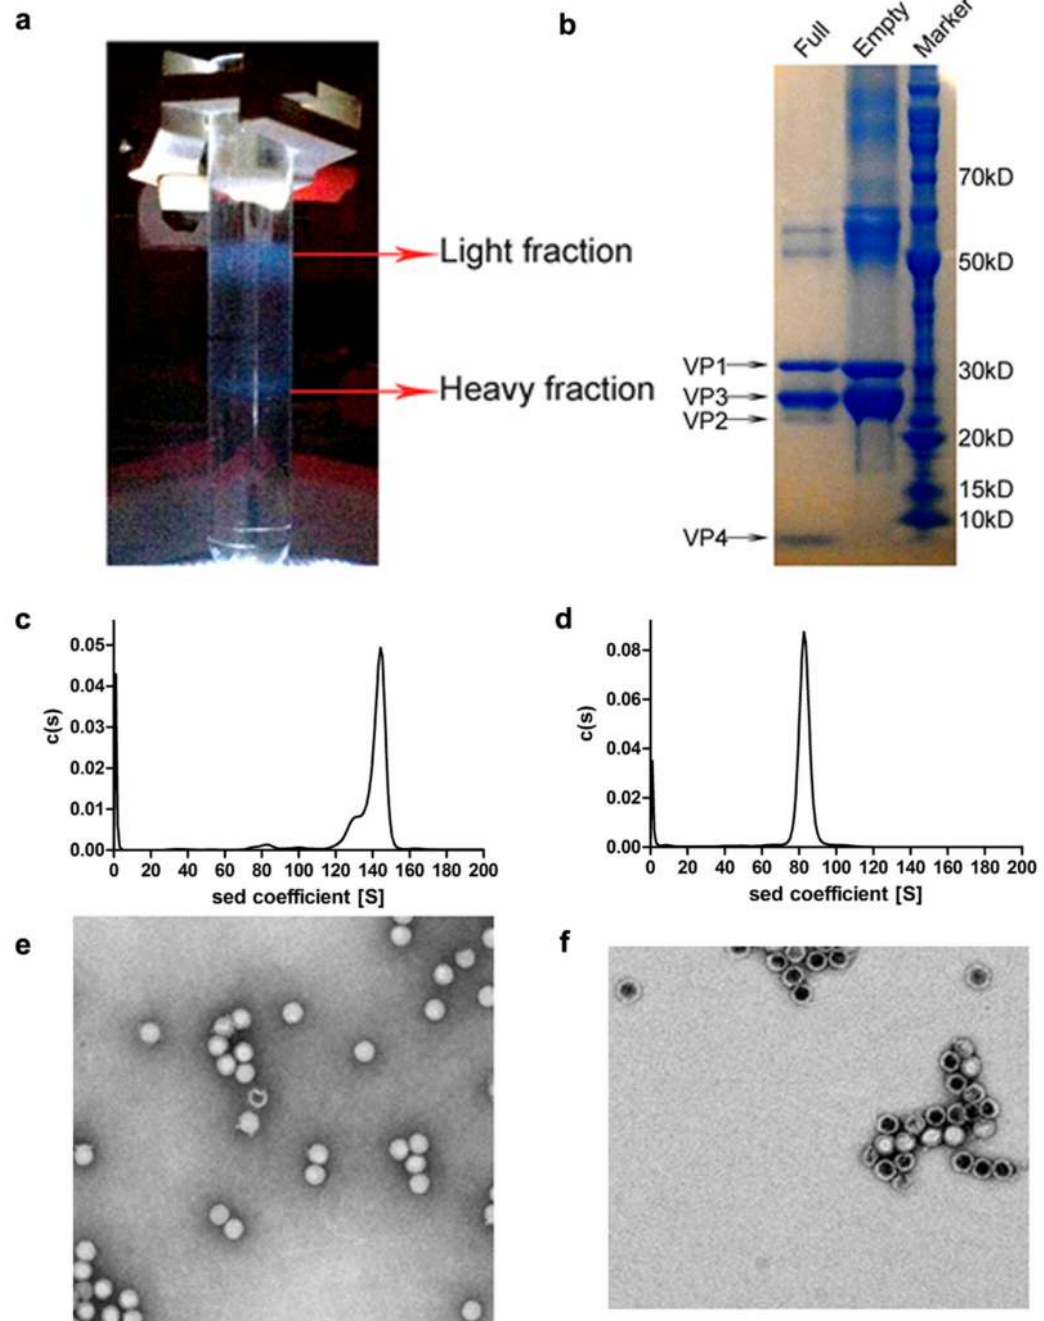 a
Light fraction
Heavy fraction
b
Full Empty Marker
70kD
50kD
VP1
30kD
VP3
VP2
20kD
15kD
10kD
VP4
c
0.05
0.04
0.03
0.02
0.01
0.00
c(s)
0 20 40 60 80 100 120 140 160 180 200
sed coefficient [S]
d
0.08
0.06
0.04
0.02
0.00
c(s)
0 20 40 60 80 100 120 140 160 180 200
sed coefficient [S]
e
f